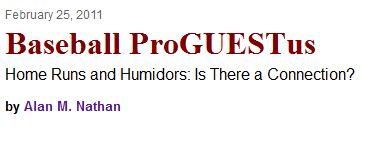 February 25, 2011
Baseball ProGUESTus
Home Runs and Humidors: Is There a Connection?
by Alan M. Nathan